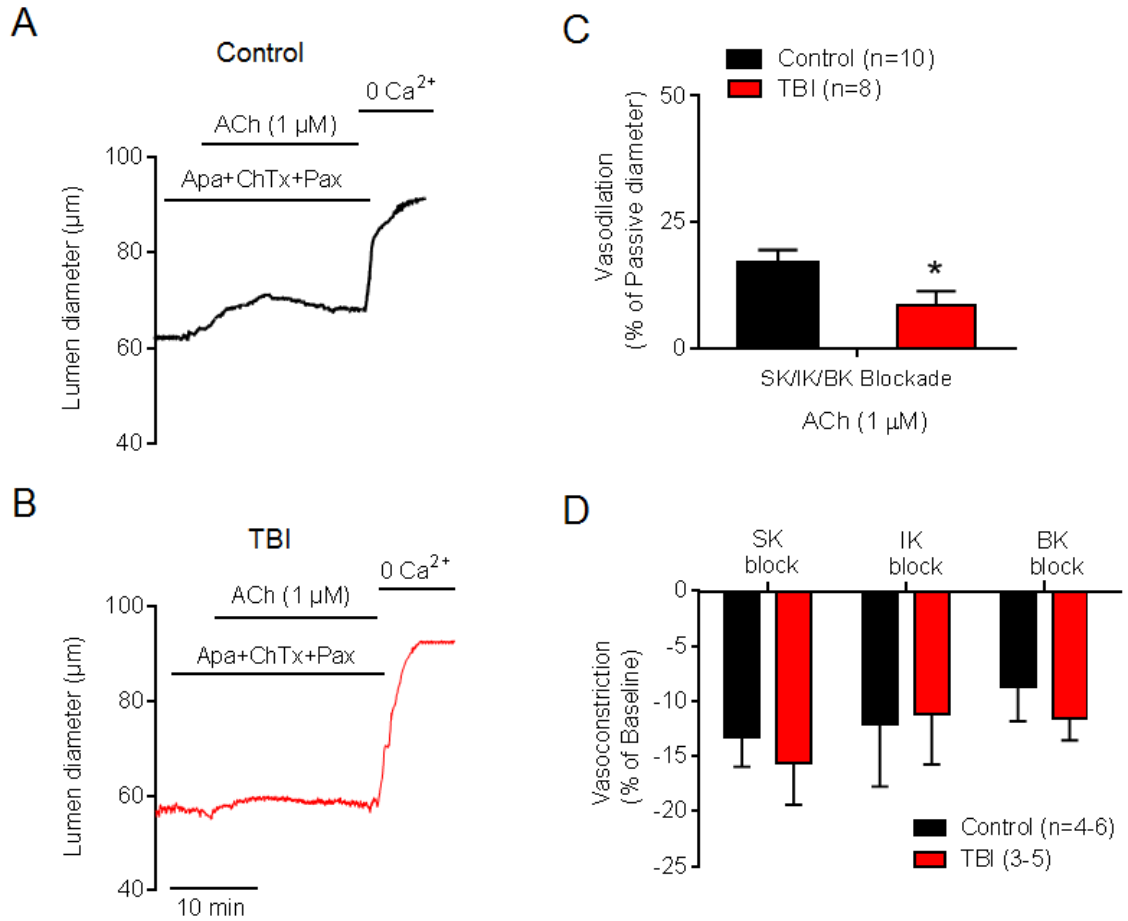 A
Control
0 Ca²⁺
ACh (1 µM)
Apa+ChTx+Pax
100
80
60
40
Lumen diameter (µm)
B
TBI
0 Ca²⁺
ACh (1 µM)
Apa+ChTx+Pax
100
80
60
40
Lumen diameter (µm)
10 min
C
Control (n=10)
TBI (n=8)
50
25
0
Vasodilation
(% of Passive diameter)
*
SK/IK/BK Blockade
ACh (1 µM)
D
SK
block
IK
block
BK
block
0
-5
-10
-15
-20
-25
Vasoconstriction
(% of Baseline)
Control (n=4-6)
TBI (3-5)